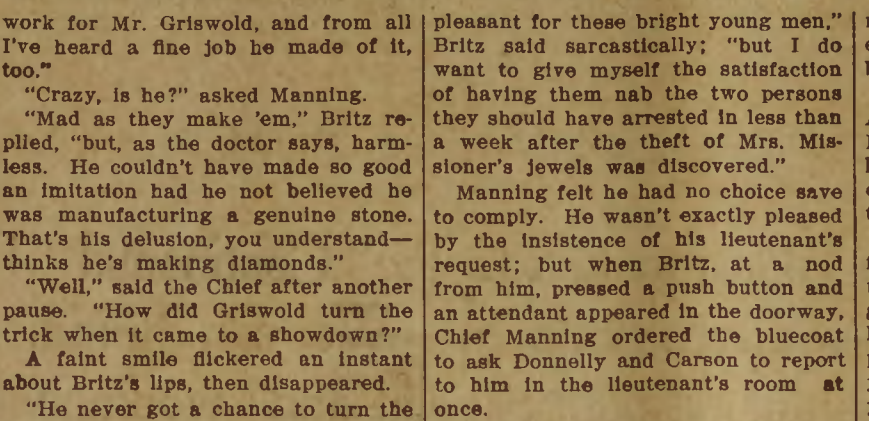 work for Mr. Griswold, and from all
I've heard a fine job he made of it,
too."
"Crazy, is he?" asked Manning.
"Mad as they make 'em," Britz re-
plied, "but, as the doctor says, harm-
less. He couldn't have made so good
an imitation had he not believed he
was manufacturing a genuine stone.
That's his delusion, you understand—
thinks he's making diamonds."
"Well," said the Chief after another
pause. "How did Griswold turn the
trick when it came to a showdown?"
A faint smile flickered an instant
about Britz's lips, then disappeared.
"He never got a chance to turn the
pleasant for these bright young men,"
Britz said sarcastically; "but I do
want to give myself the satisfaction
of having them nab the two persons
they should have arrested in less than
a week after the theft of Mrs. Mis-
sioner's jewels was discovered."
Manning felt he had no choice save
to comply. He wasn't exactly pleased
by the insistence of his lieutenant's
request; but when Britz, at a nod
from him, pressed a push button and
an attendant appeared in the doorway,
Chief Manning ordered the bluecoat
to ask Donnelly and Carson to report
to him in the lieutenant's room at
once.